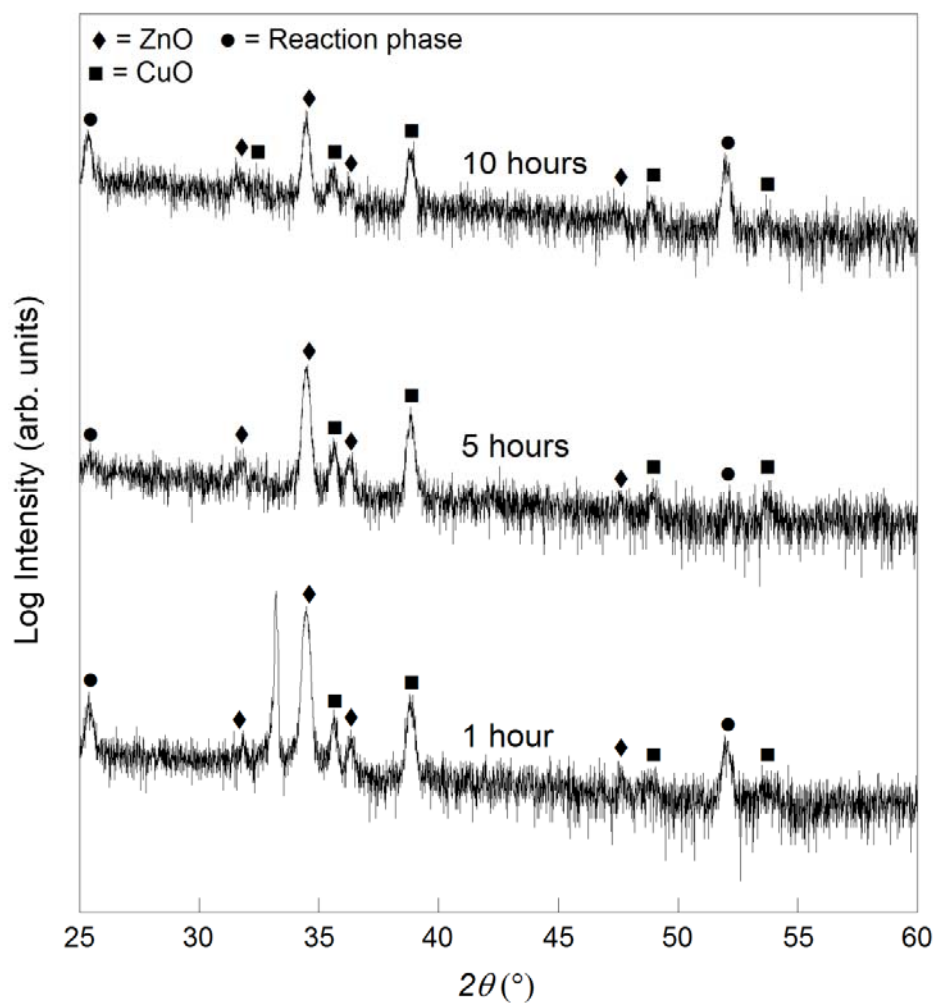 ♦ = ZnO ● = Reaction phase
■ = CuO
10 hours
5 hours
1 hour
Log Intensity (arb. units)
25 30 35 40 45 50 55 60
2θ (°)